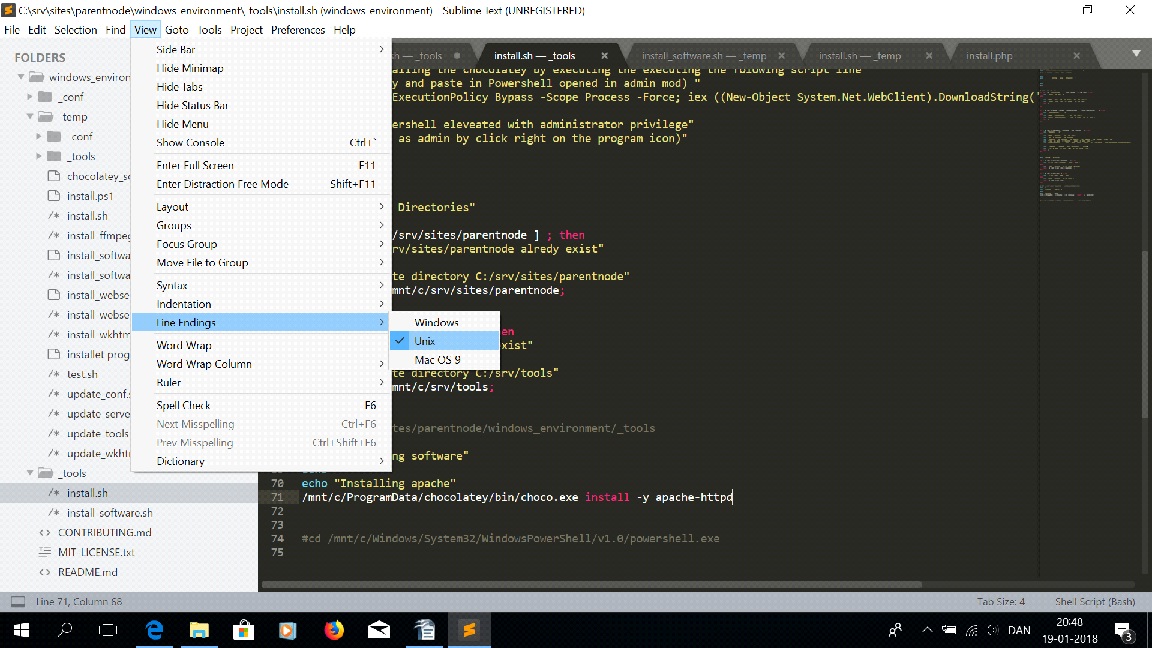 C:\srv\sites\parentnode\windows_environment\_tools\install.sh (windows_environment) - Sublime Text (UNREGISTERED)
File Edit Selection Find View Goto Tools Project Preferences Help
FOLDERS
windows_environ
_conf
_temp
_conf
_tools
chocolatey_so
install.ps1
install.sh
install_ffmpeg
install_softwa
install_softwa
install_webse
install_webse
install_wkhtm
installet prog
test.sh
update_conf.s
update_serve
update_tools
update_wkht
_tools
install.sh
install-software.sh
CONTRIBUTING.md
MIT-LICENSE.txt
README.md
Side Bar
Hide Minimap
Hide Tabs
Hide Status Bar
Hide Menu
Show Console Ctrl+`
Enter Full Screen F11
Enter Distraction Free Mode Shift+F11
Layout
Groups
Focus Group
Move File to Group
Syntax
Indentation
Line Endings
Word Wrap
Word Wrap Column
Ruler
Spell Check F6
Next Misspelling Ctrl+F6
Prev Misspelling Ctrl+Shift+F6
Dictionary
Windows
Unix
Mac OS 9
sh — _tools
install.sh — _tools
install_software.sh — _temp
install.sh — _temp
install.php
alling the chocolatey by executing the executing the folowing script line
y and paste in Powershell opened in admin mod) "
ExecutionPolicy Bypass -Scope Process -Force; iex ((New-Object System.Net.WebClient).DownloadString('
ershell eleveated with administrator privilege"
as admin by click right on the program icon)"
Directories"
/srv/sites/parentnode ] ; then
rv/sites/parentnode alredy exist"
te directory C:/srv/sites/parentnode"
mnt/c/srv/sites/parentnode;
en
xist"
te directory C:/srv/tools"
mnt/c/srv/tools;
tes/parentnode/windows_environment/_tools
ng software"
echo
70 echo "Installing apache"
71 /mnt/c/ProgramData/chocolatey/bin/choco.exe install -y apache-httpd
72
73
74 #cd /mnt/c/Windows/System32/WindowsPowerShell/v1.0/powershell.exe
75
Line 71, Column 68 Tab Size: 4 Shell Script (Bash)
DAN
20:48
19-01-2018
3